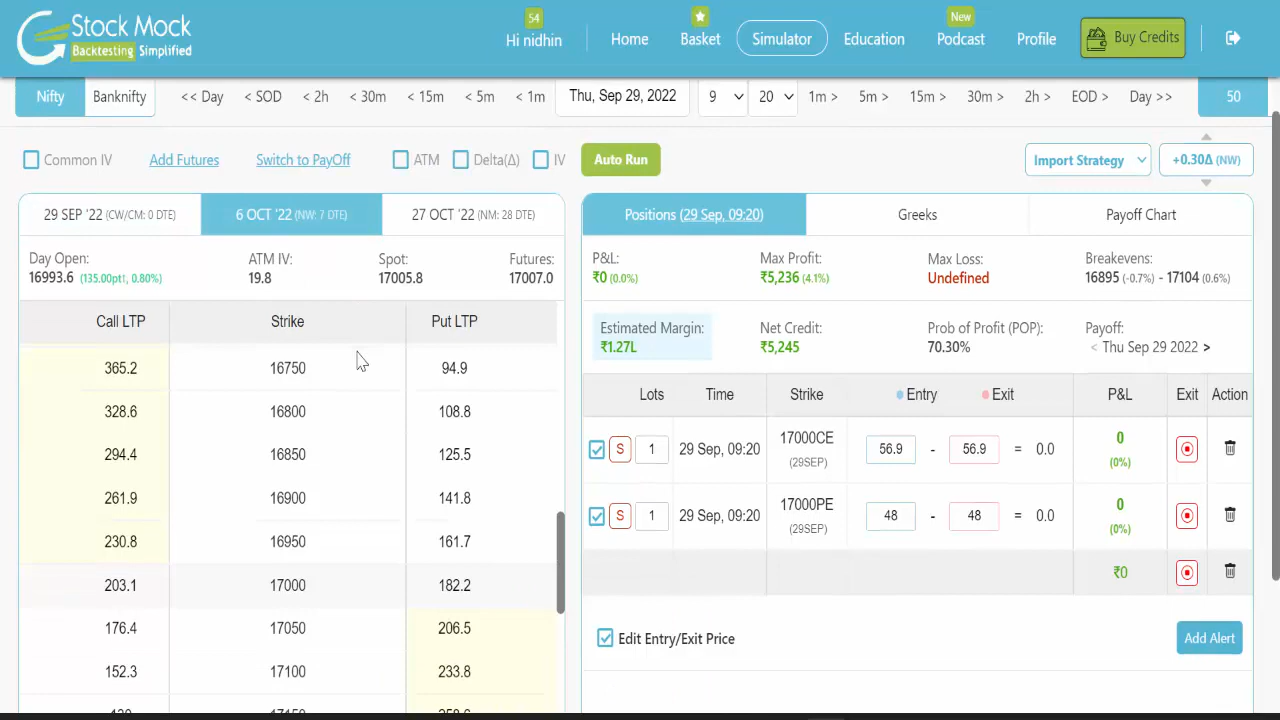 Stock Mock
Backtesting Simplified
54
Hi nidhin
Home
Basket
Simulator
Education
New
Podcast
Profile
Buy Credits
Nifty
Banknifty
<< Day
< SOD
< 2h
< 30m
< 15m
< 5m
< 1m
Thu, Sep 29, 2022
9
20
1m >
5m >
15m >
30m >
2h >
EOD >
Day >>
50
Common IV
Add Futures
Switch to PayOff
ATM
Delta(Δ)
IV
Auto Run
Import Strategy
+0.30Δ (NW)
29 SEP '22 (CW/CM: 0 DTE)
6 OCT '22 (NW: 7 DTE)
27 OCT '22 (NM: 28 DTE)
Day Open:
16993.6 (135.00pt↑, 0.80%)
ATM IV:
19.8
Spot:
17005.8
Futures:
17007.0
Call LTP Strike Put LTP
365.2 16750 94.9
328.6 16800 108.8
294.4 16850 125.5
261.9 16900 141.8
230.8 16950 161.7
203.1 17000 182.2
176.4 17050 206.5
152.3 17100 233.8
Positions (29 Sep, 09:20)
Greeks
Payoff Chart
P&L:
₹0 (0.0%)
Max Profit:
₹5,236 (4.1%)
Max Loss:
Undefined
Breakevens:
16895 (-0.7%) - 17104 (0.6%)
Estimated Margin:
₹1.27L
Net Credit:
₹5,245
Prob of Profit (POP):
70.30%
Payoff:
< Thu Sep 29 2022 >
Lots Time Strike Entry Exit P&L Exit Action
S 1 29 Sep, 09:20 17000CE 56.9 - 56.9 = 0.0 0
(29SEP) (0%)
S 1 29 Sep, 09:20 17000PE 48 - 48 = 0.0 0
(29SEP) (0%)
₹0
Edit Entry/Exit Price
Add Alert